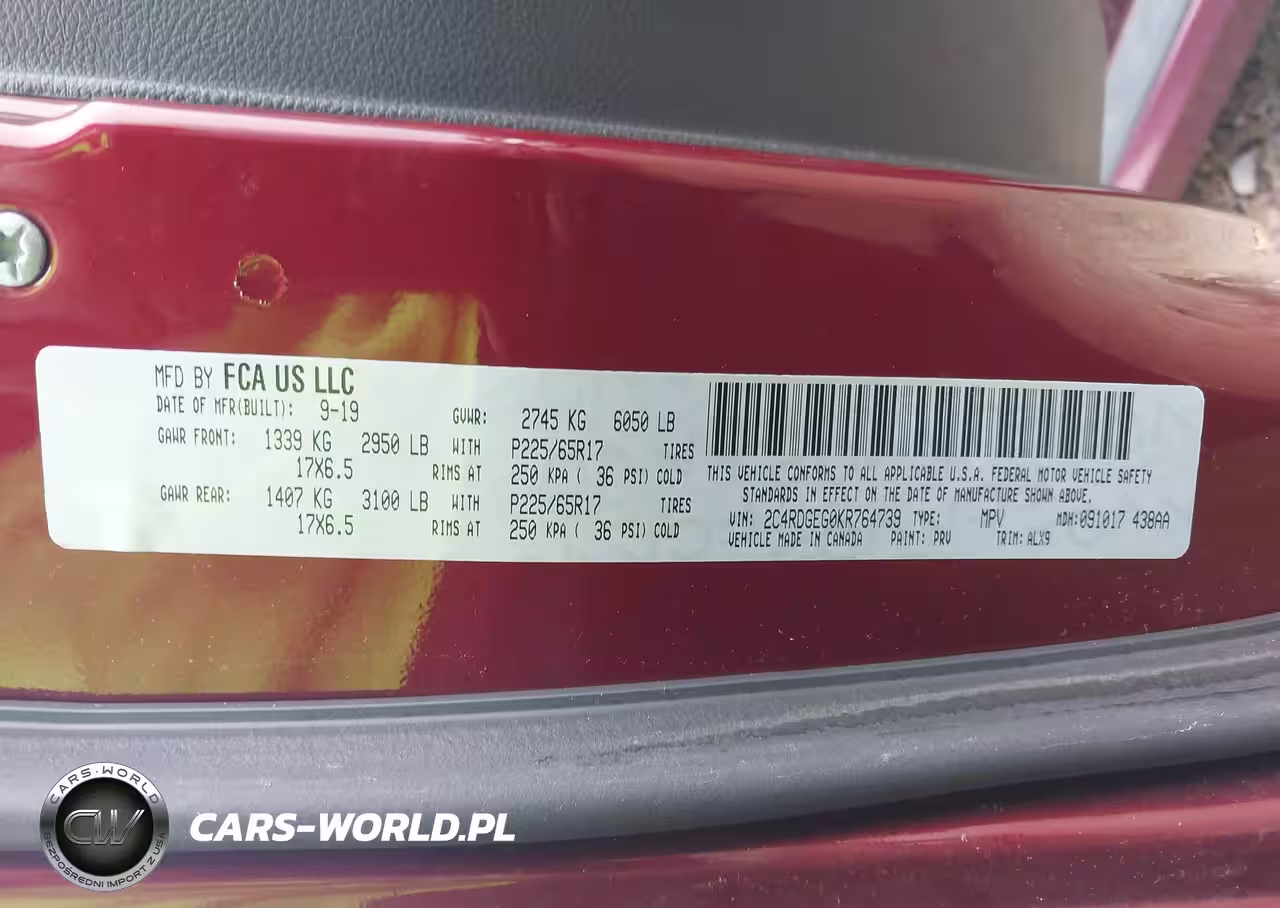 MFD BY FCA US LLC
DATE OF MFR(BUILT): 9-19 GVWR: 2745 KG 6050 LB
GAWR FRONT: 1339 KG 2950 LB WITH P225/65R17 TIRES
17X6.5 RIMS AT 250 KPA ( 36 PSI) COLD
GAWR REAR: 1407 KG 3100 LB WITH P225/65R17 TIRES
17X6.5 RIMS AT 250 KPA ( 36 PSI) COLD
THIS VEHICLE CONFORMS TO ALL APPLICABLE U.S.A. FEDERAL MOTOR VEHICLE SAFETY
STANDARDS IN EFFECT ON THE DATE OF MANUFACTURE SHOWN ABOVE.
VIN: 2C4RDGEG0KR764739 TYPE: MPV MDH:091017 438AA
VEHICLE MADE IN CANADA PAINT: PRV TRIM: ALX9
CARS-WORLD
CW
BEZPOŚREDNI IMPORT Z USA
CARS-WORLD.PL